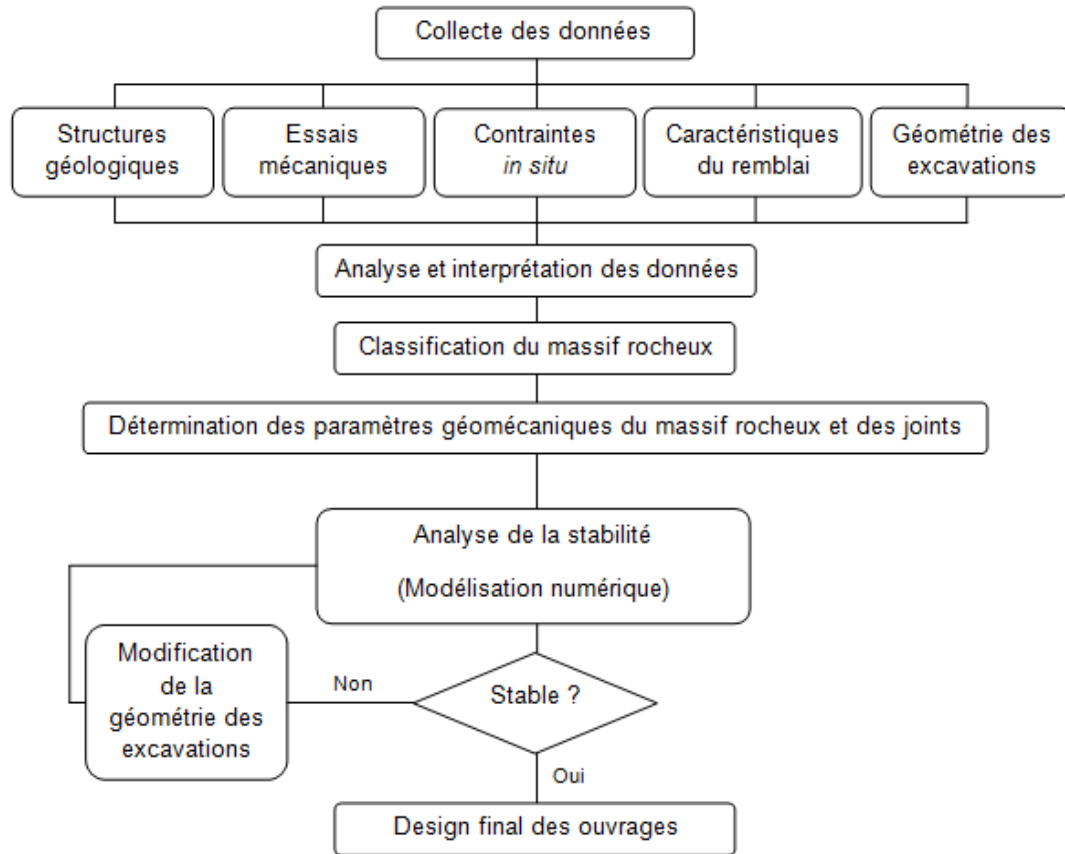 Collecte des données
Structures
géologiques
Essais
mécaniques
Contraintes
in situ
Caractéristiques
du remblai
Géométrie des
excavations
Analyse et interprétation des données
Classification du massif rocheux
Détermination des paramètres géomécaniques du massif rocheux et des joints
Analyse de la stabilité
(Modélisation numérique)
Modification
de la
géométrie des
excavations
Non
Stable ?
Oui
Design final des ouvrages